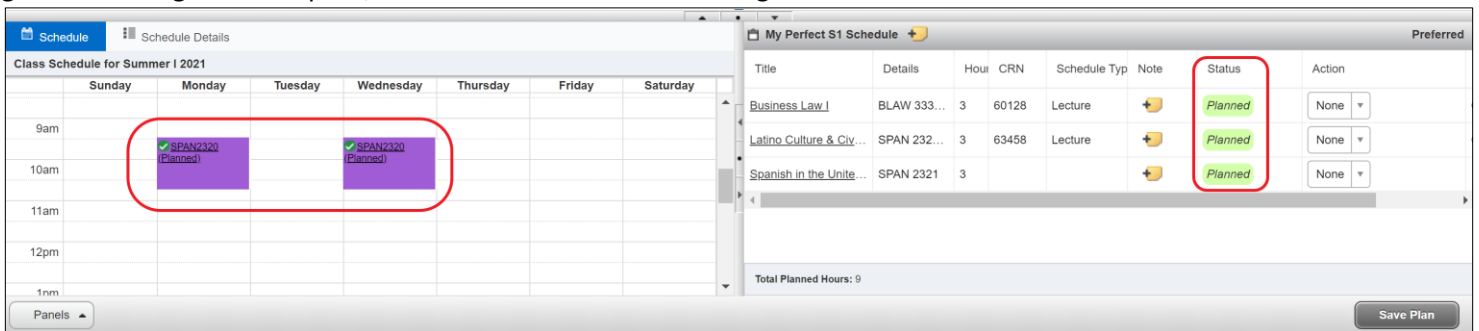 Schedule
Schedule Details
Class Schedule for Summer I 2021
Sunday Monday Tuesday Wednesday Thursday Friday Saturday
9am
SPAN2320
(Planned)
SPAN2320
(Planned)
10am
11am
12pm
1pm
My Perfect S1 Schedule
Preferred
Title Details Hour CRN Schedule Typ Note Status Action
Business Law I BLAW 333... 3 60128 Lecture Planned None
Latino Culture & Civ... SPAN 232... 3 63458 Lecture Planned None
Spanish in the Unite... SPAN 2321 3 Planned None
Total Planned Hours: 9
Panels
Save Plan